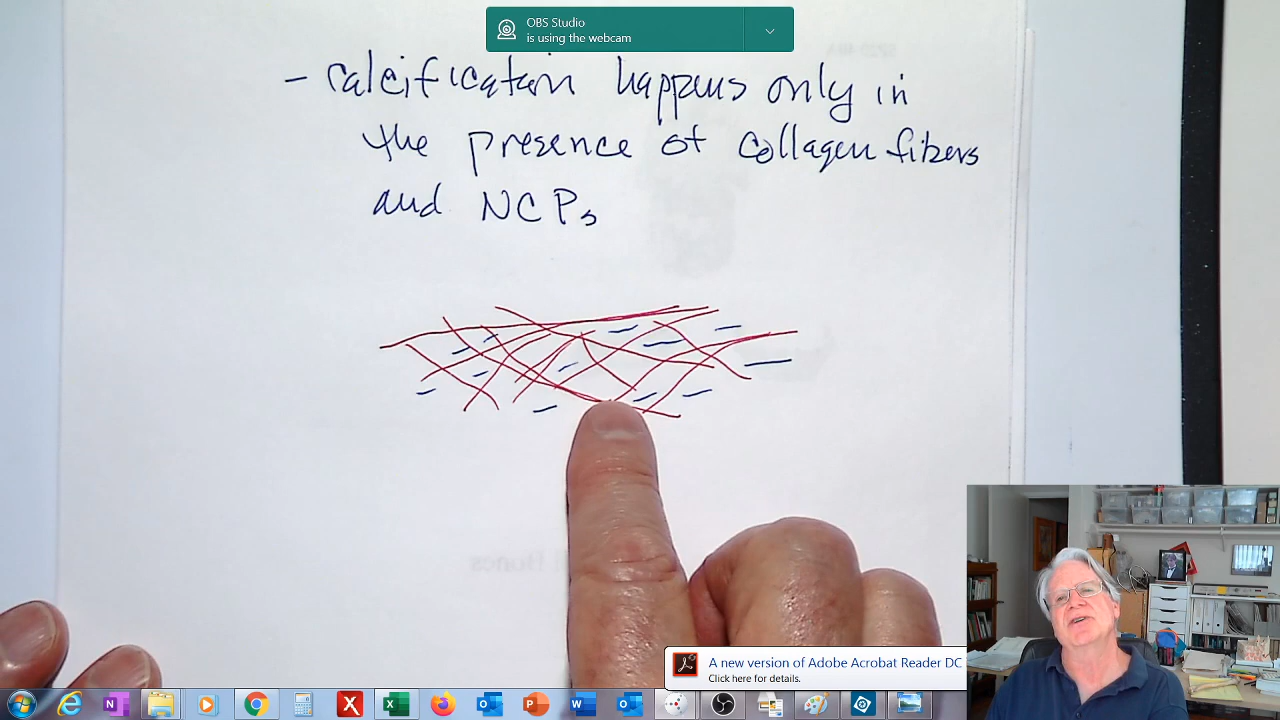 OBS Studio
is using the webcam
- calcification happens only in
the presence of collagen fibers
and NCPs
A new version of Adobe Acrobat Reader DC
Click here for details.